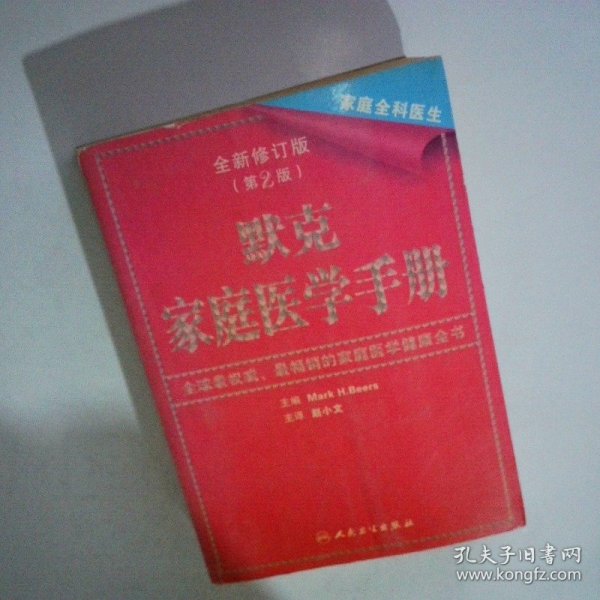 家庭全科医生
全新修订版
（第2版）
默克
家庭医学手册
全球最权威、最畅销的家庭医学健康全书
主编 Mark H.Beers
主译 赵小文
人民卫生出版社
孔夫子旧书网
www.kongfz.com